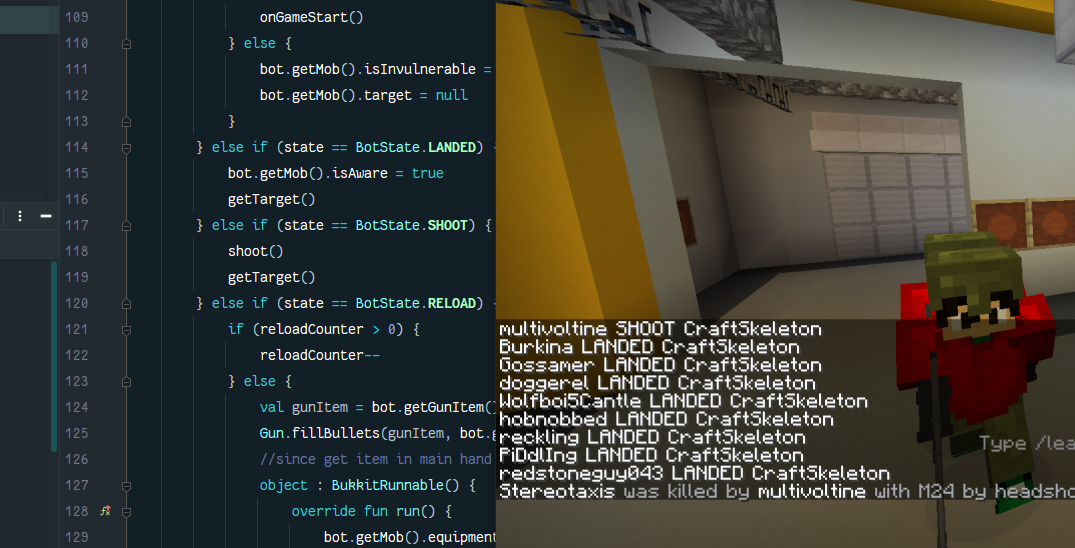 109 onGameStart()
110 } else {
111 bot.getMob().isInvulnerable =
112 bot.getMob().target = null
113 }
114 } else if (state == BotState.LANDED) {
115 bot.getMob().isAware = true
116 getTarget()
117 } else if (state == BotState.SHOOT) {
118 shoot()
119 getTarget()
120 } else if (state == BotState.RELOAD) {
121 if (reloadCounter > 0) {
122 reloadCounter--
123 } else {
124 val gunItem = bot.getGunItem()
125 Gun.fillBullets(gunItem, bot.g
126 //since get item in main hand
127 object : BukkitRunnable() {
128 override fun run() {
129 bot.getMob().equipment
multivoltine SHOOT CraftSkeleton
Burkina LANDED CraftSkeleton
Gossamer LANDED CraftSkeleton
doggerel LANDED CraftSkeleton
Wolfboi5Cantle LANDED CraftSkeleton
hobnobbed LANDED CraftSkeleton
reckling LANDED CraftSkeleton
PiDdlIng LANDED CraftSkeleton
redstoneguy043 LANDED CraftSkeleton
Stereotaxis was killed by multivoltine with M24 by headsho
Type /lea